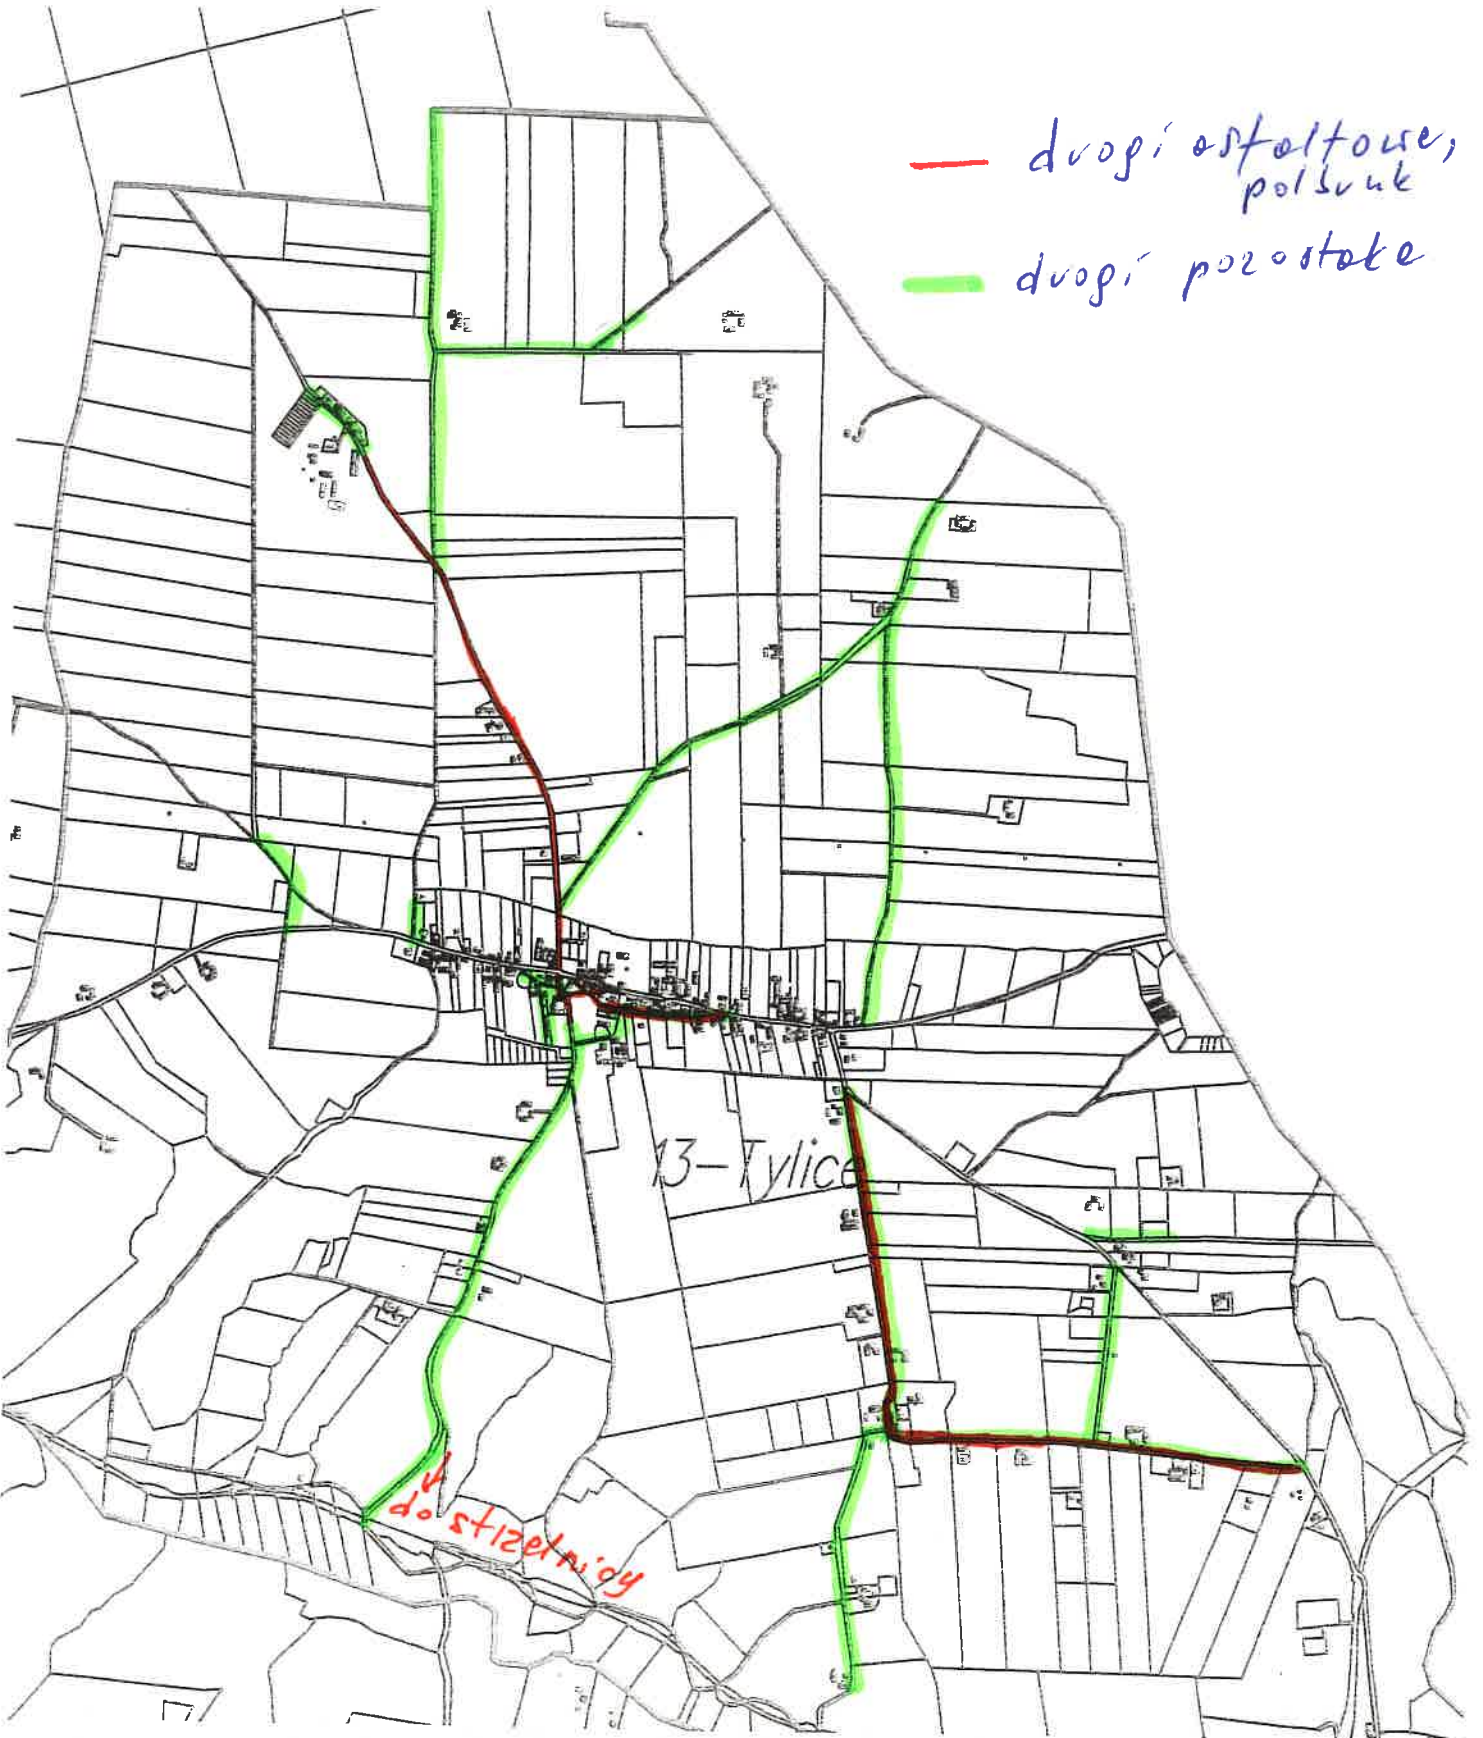 drogi asfaltowe,
polbruk
drogi pozostałe
13-Tylice
do strzelnicy